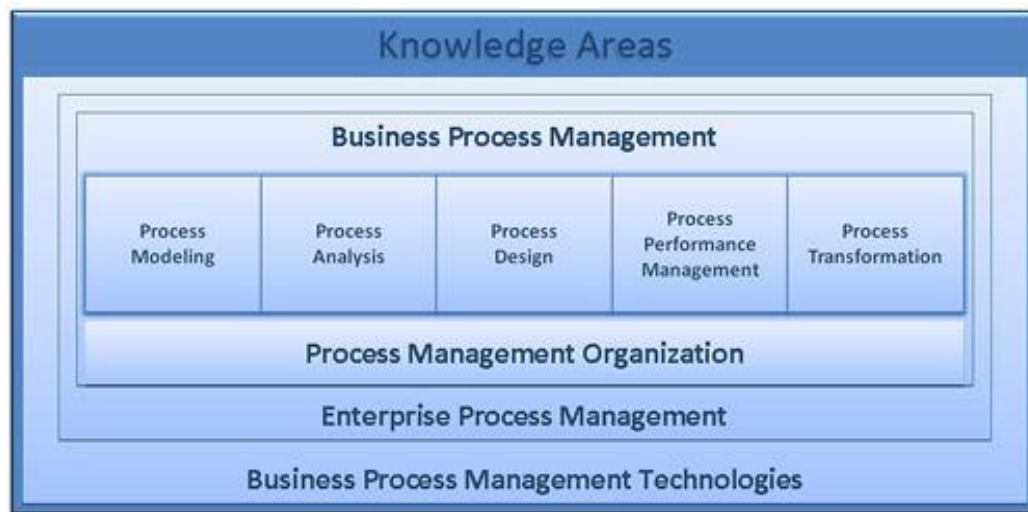 Knowledge Areas
Business Process Management
Process
Modeling
Process
Analysis
Process
Design
Process
Performance
Management
Process
Transformation
Process Management Organization
Enterprise Process Management
Business Process Management Technologies